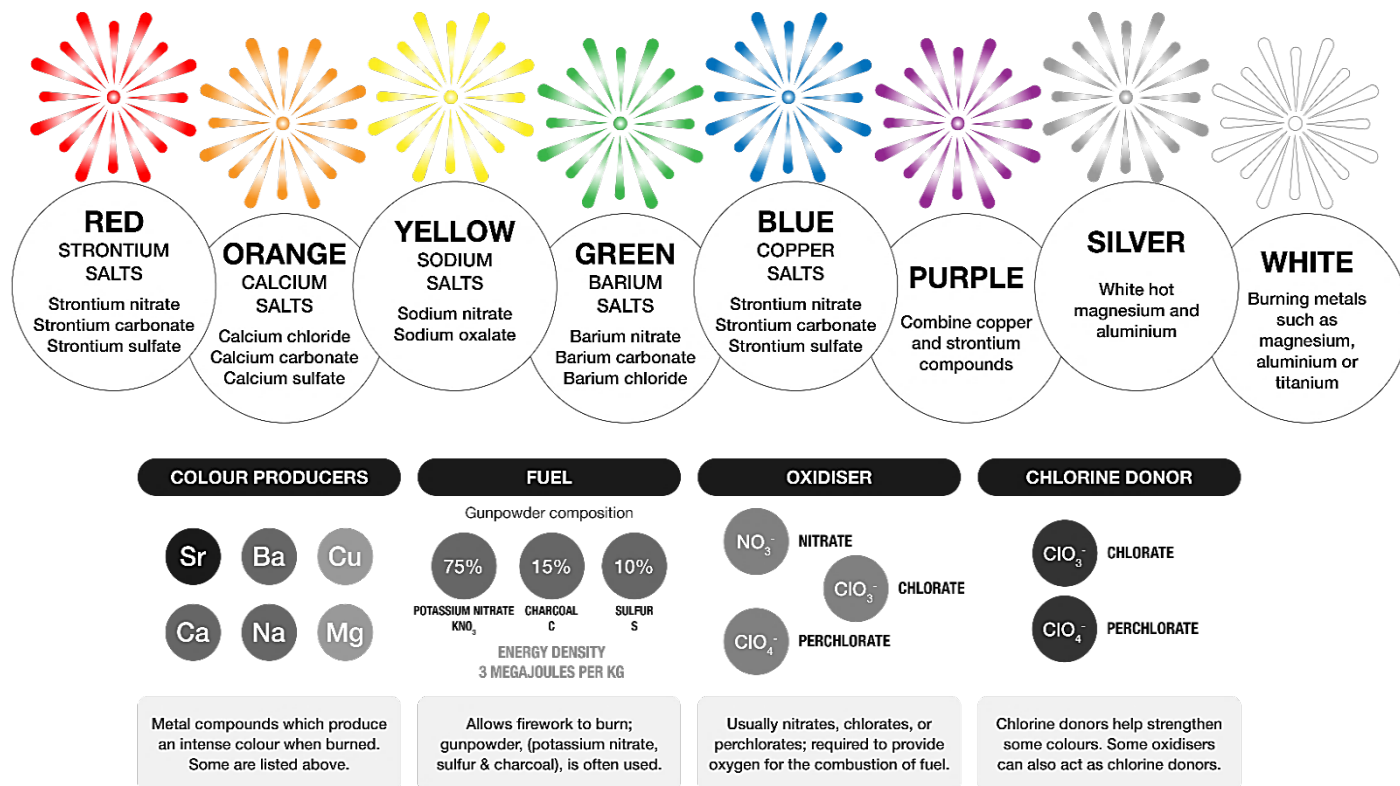 RED
STRONTIUM
SALTS
Strontium nitrate
Strontium carbonate
Strontium sulfate
ORANGE
CALCIUM
SALTS
Calcium chloride
Calcium carbonate
Calcium sulfate
YELLOW
SODIUM
SALTS
Sodium nitrate
Sodium oxalate
GREEN
BARIUM
SALTS
Barium nitrate
Barium carbonate
Barium chloride
BLUE
COPPER
SALTS
Strontium nitrate
Strontium carbonate
Strontium sulfate
PURPLE
Combine copper
and strontium
compounds
SILVER
White hot
magnesium and
aluminium
WHITE
Burning metals
such as
magnesium,
aluminium or
titanium
COLOUR PRODUCERS
Sr Ba Cu
Ca Na Mg
Metal compounds which produce
an intense colour when burned.
Some are listed above.
FUEL
Gunpowder composition
75% 15% 10%
POTASSIUM NITRATE CHARCOAL SULFUR
KNO₃ C S
ENERGY DENSITY
3 MEGAJOULES PER KG
Allows firework to burn;
gunpowder, (potassium nitrate,
sulfur & charcoal), is often used.
OXIDISER
NO₃⁻ NITRATE
ClO₃⁻ CHLORATE
ClO₄⁻ PERCHLORATE
Usually nitrates, chlorates, or
perchlorates; required to provide
oxygen for the combustion of fuel.
CHLORINE DONOR
ClO₃⁻ CHLORATE
ClO₄⁻ PERCHLORATE
Chlorine donors help strengthen
some colours. Some oxidisers
can also act as chlorine donors.